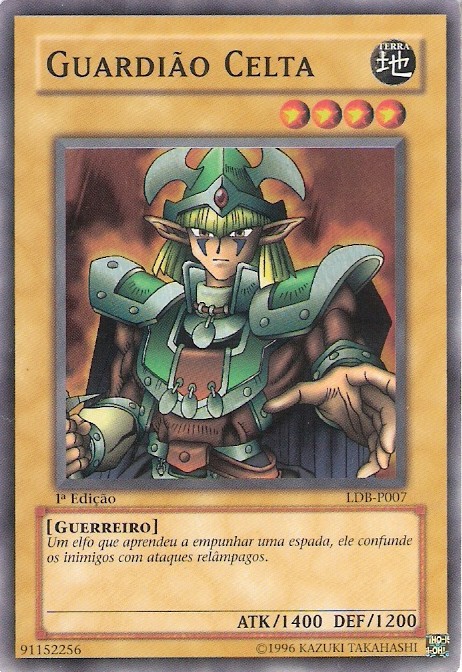 GUARDIÃO CELTA
TERRA
地
1ª Edição
LDB-P007
[GUERREIRO]
Um elfo que aprendeu a empunhar uma espada, ele confunde
os inimigos com ataques relâmpagos.
ATK/1400 DEF/1200
91152256
©1996 KAZUKI TAKAHASHI